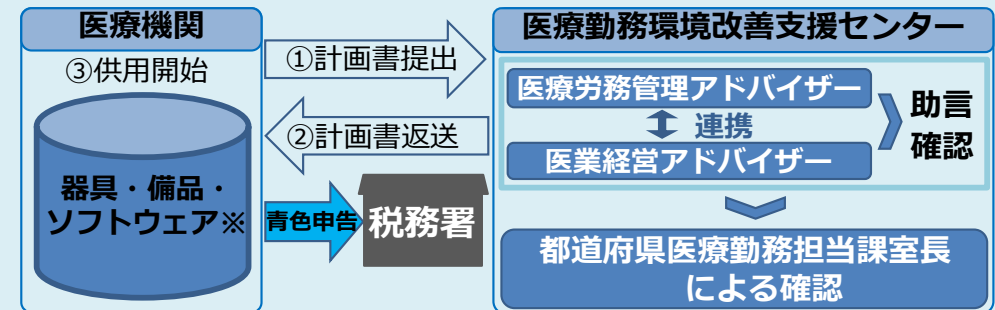 医療機関
③供用開始
器具・備品・
ソフトウェア※
①計画書提出
②計画書返送
青色申告
税務署
医療勤務環境改善支援センター
医療労務管理アドバイザー
連携
医業経営アドバイザー
助言
確認
都道府県医療勤務担当課室長
による確認